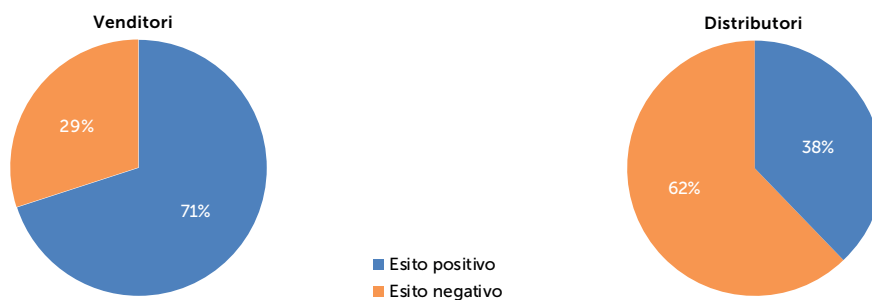 Venditori
29%
71%
Distributori
38%
62%
Esito positivo
Esito negativo